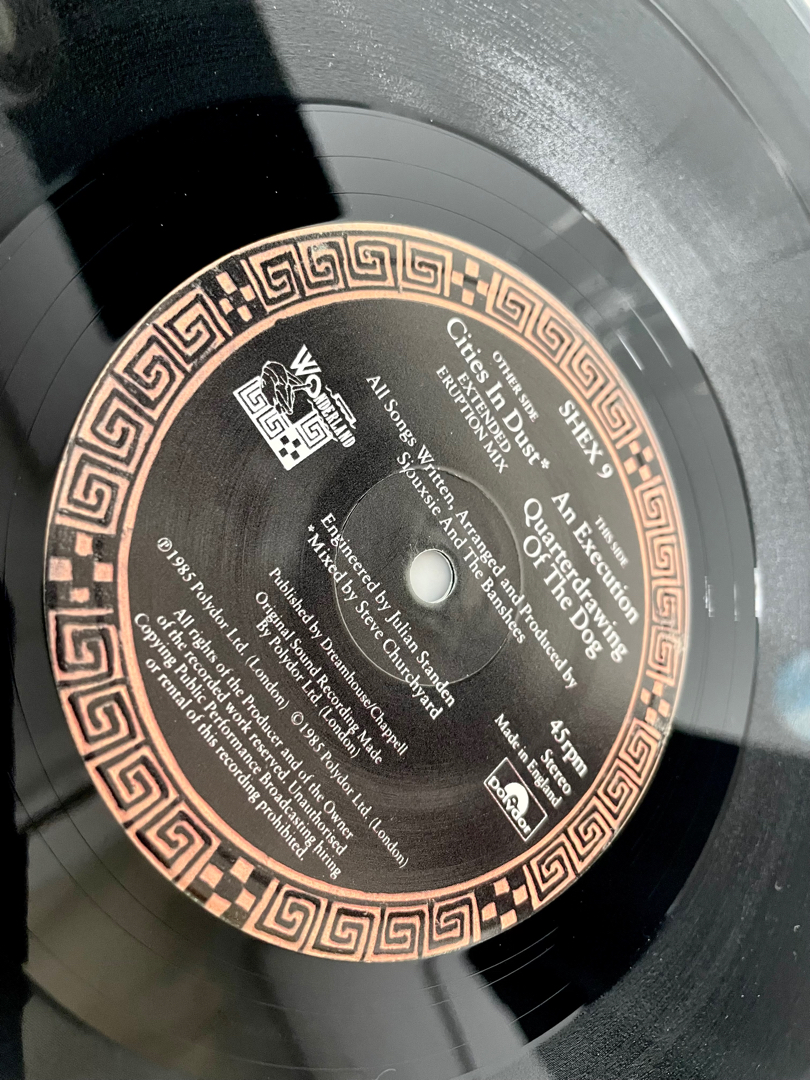 SHEX 9
THIS SIDE
An Execution
Quarterdrawing
Of The Dog
45rpm
Stereo
Made in England
polydor
OTHER SIDE
Cities In Dust*
EXTENDED
ERUPTION MIX
All Songs Written, Arranged and Produced by
Siouxsie And The Banshees
Engineered by Julian Standen
*Mixed by Steve Churchyard
WONDERLAND
Published by Dreamhouse/Chappell
Original Sound Recording Made
By Polydor Ltd. (London)
℗1985 Polydor Ltd. (London) ©1985 Polydor Ltd. (London)
All rights of the Producer and of the Owner
of the recorded work reserved. Unauthorised
Copying Public Performance Broadcasting hiring
or rental of this recording prohibited.